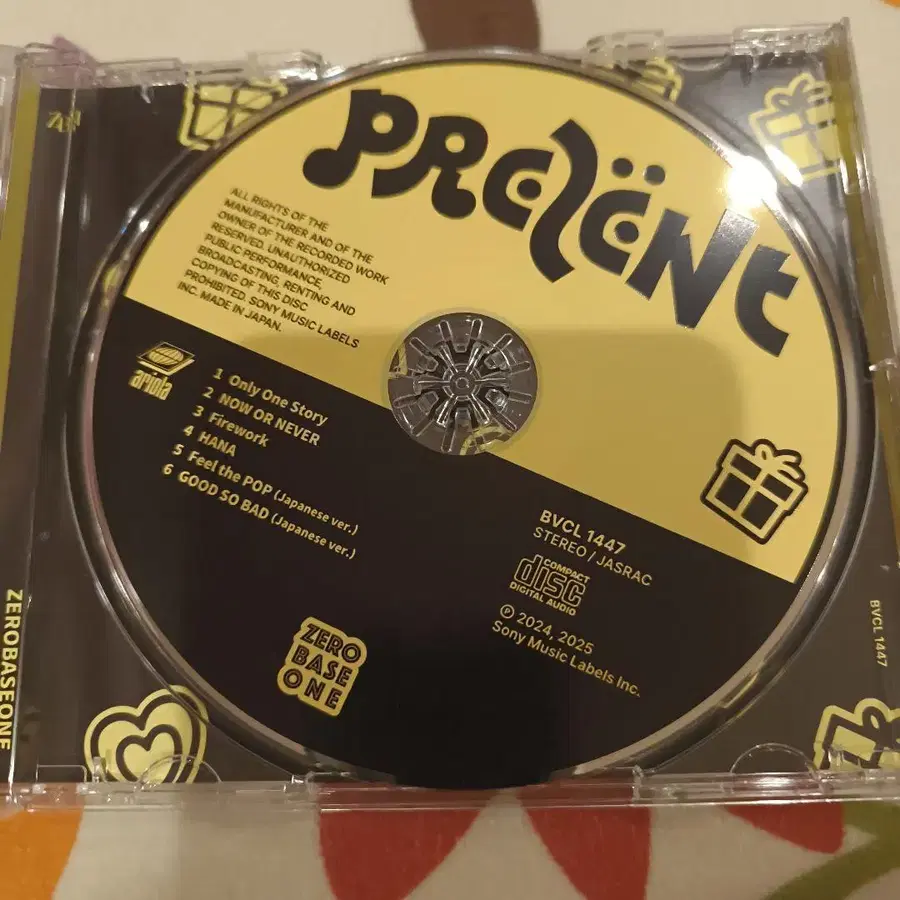 PREZËNT
ALL RIGHTS OF THE
MANUFACTURER AND OF THE
OWNER OF THE RECORDED WORK
RESERVED. UNAUTHORIZED
PUBLIC PERFORMANCE,
BROADCASTING, RENTING AND
COPYING OF THIS DISC
PROHIBITED. SONY MUSIC LABELS
INC. MADE IN JAPAN.
ariola
1 Only One Story
2 NOW OR NEVER
3 Firework
4 HANA
5 Feel the POP (Japanese ver.)
6 GOOD SO BAD (Japanese ver.)
BVCL 1447
STEREO / JASRAC
COMPACT
disc
DIGITAL AUDIO
℗ 2024, 2025
Sony Music Labels Inc.
ZERO
BASE
ONE
ZEROBASEONE
BVCL 1447